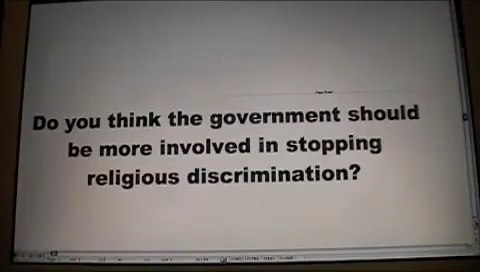 Do you think the government should
be more involved in stopping
religious discrimination?